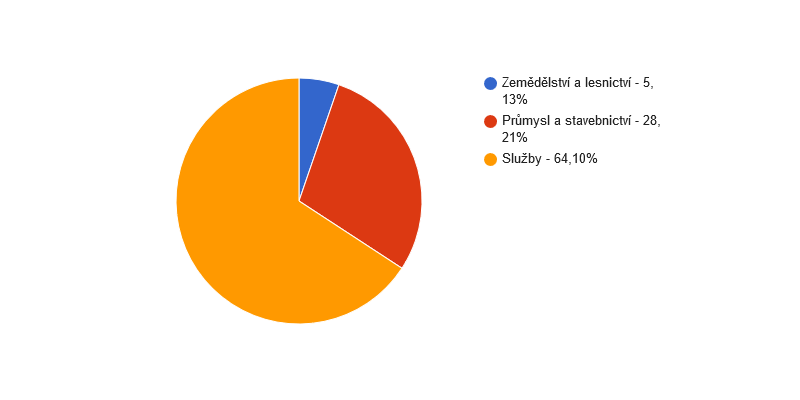 Zemědělství a lesnictví - 5,
13%
Průmysl a stavebnictví - 28,
21%
Služby - 64,10%